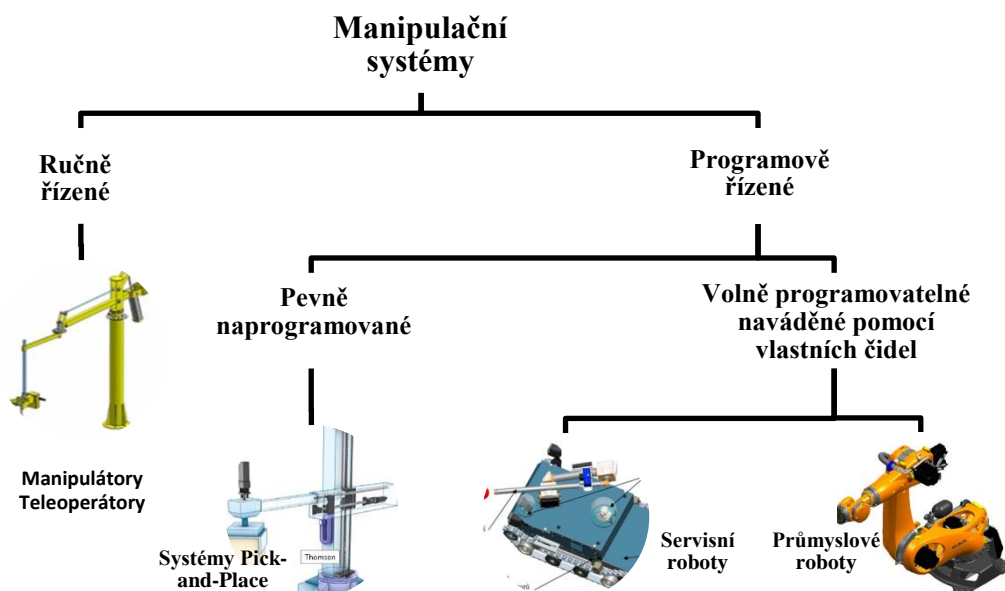 Manipulační
systémy
Ručně
řízené
Programově
řízené
Pevně
naprogramované
Volně programovatelné
naváděné pomocí
vlastních čidel
Manipulátory
Teleoperátory
Systémy Pick-
and-Place
Thomson
Servisní
roboty
Průmyslové
roboty